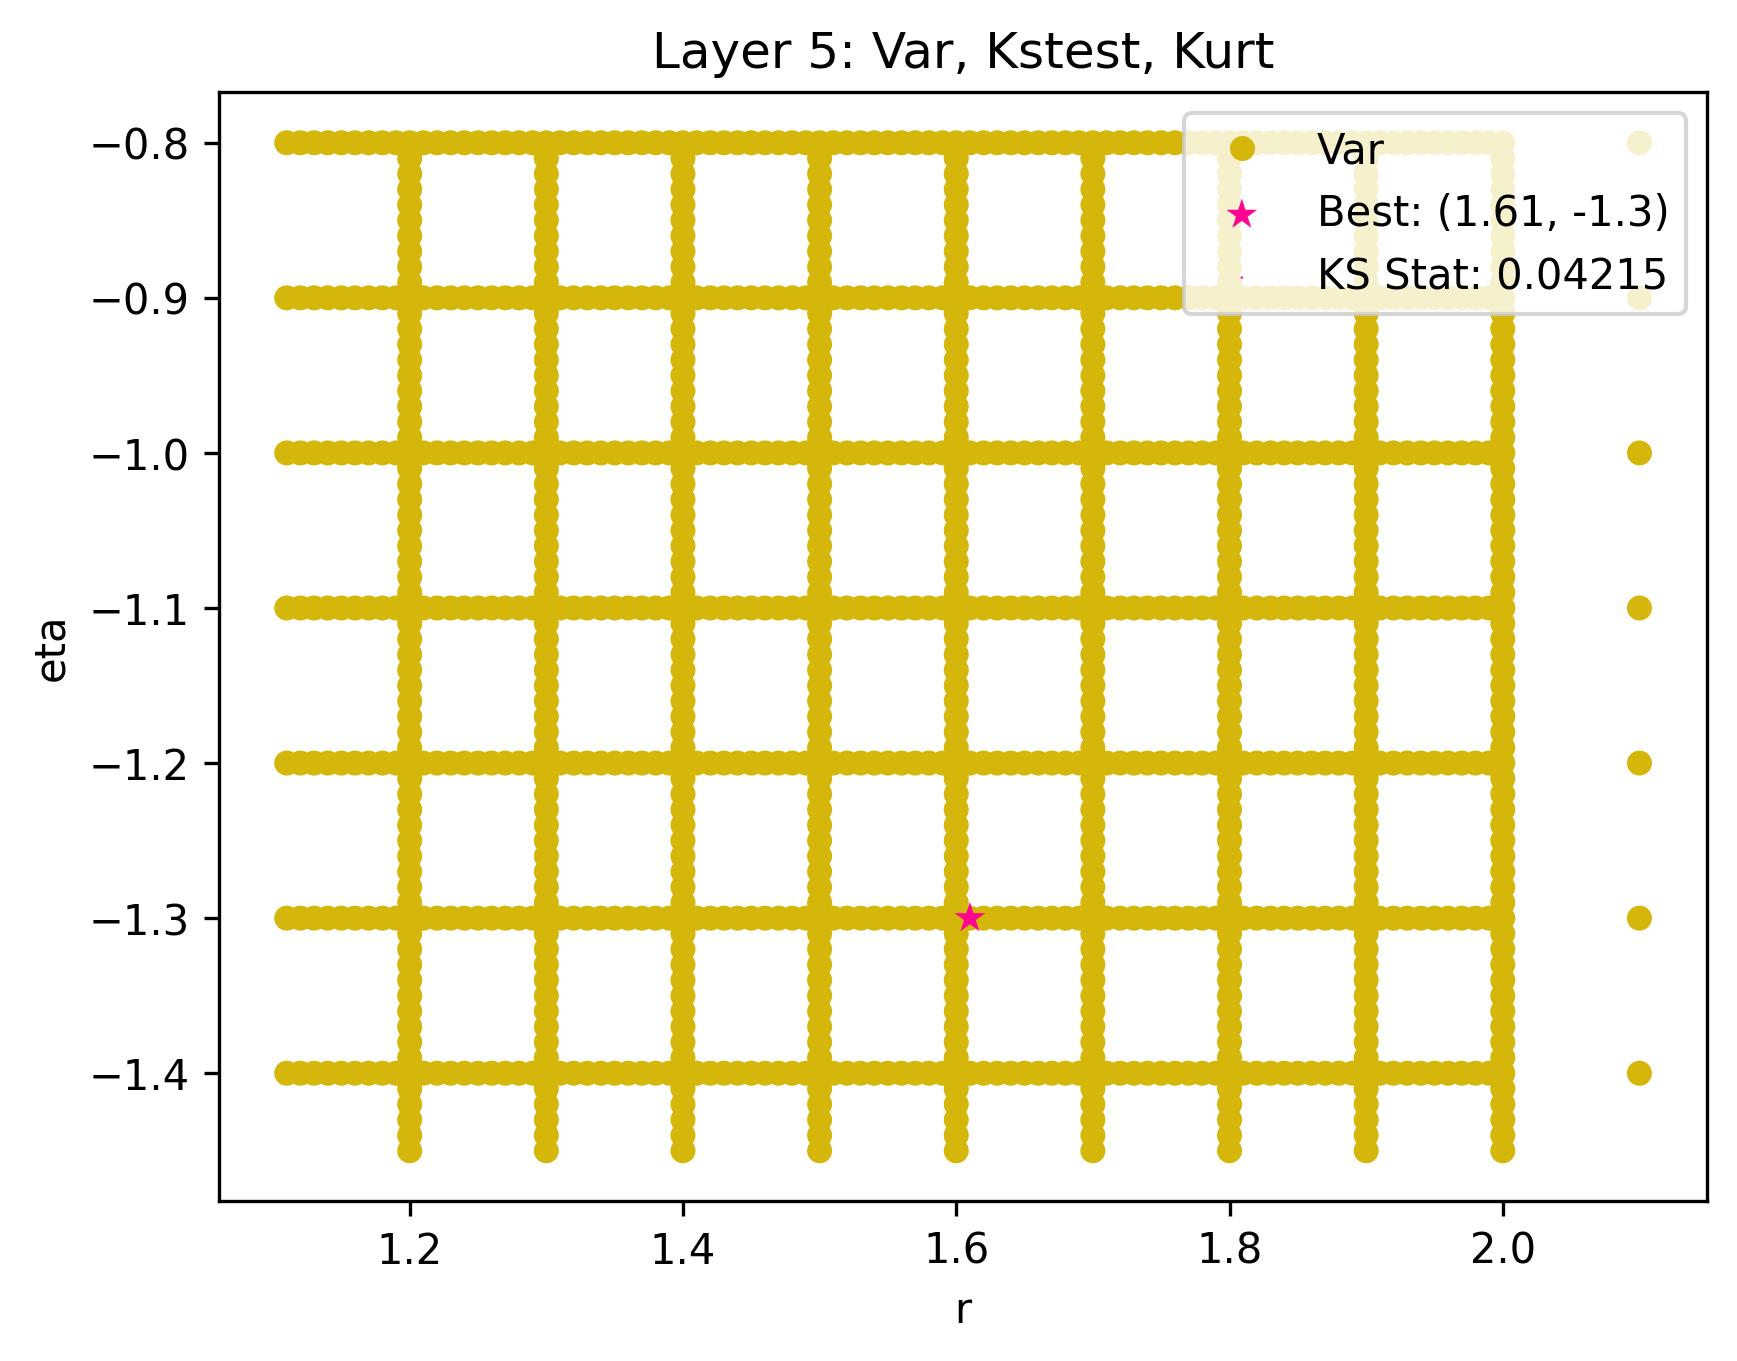 Layer 5: Var, Kstest, Kurt
Var
Best: (1.61, -1.3)
KS Stat: 0.04215
−0.8
−0.9
−1.0
−1.1
−1.2
−1.3
−1.4
eta
1.2
1.4
1.6
1.8
2.0
r